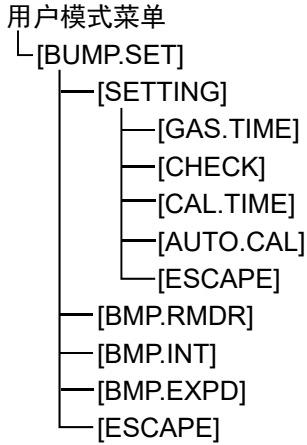 用户模式菜单
[BUMP.SET]
[SETTING]
[GAS.TIME]
[CHECK]
[CAL.TIME]
[AUTO.CAL]
[ESCAPE]
[BMP.RMDR]
[BMP.INT]
[BMP.EXPD]
[ESCAPE]